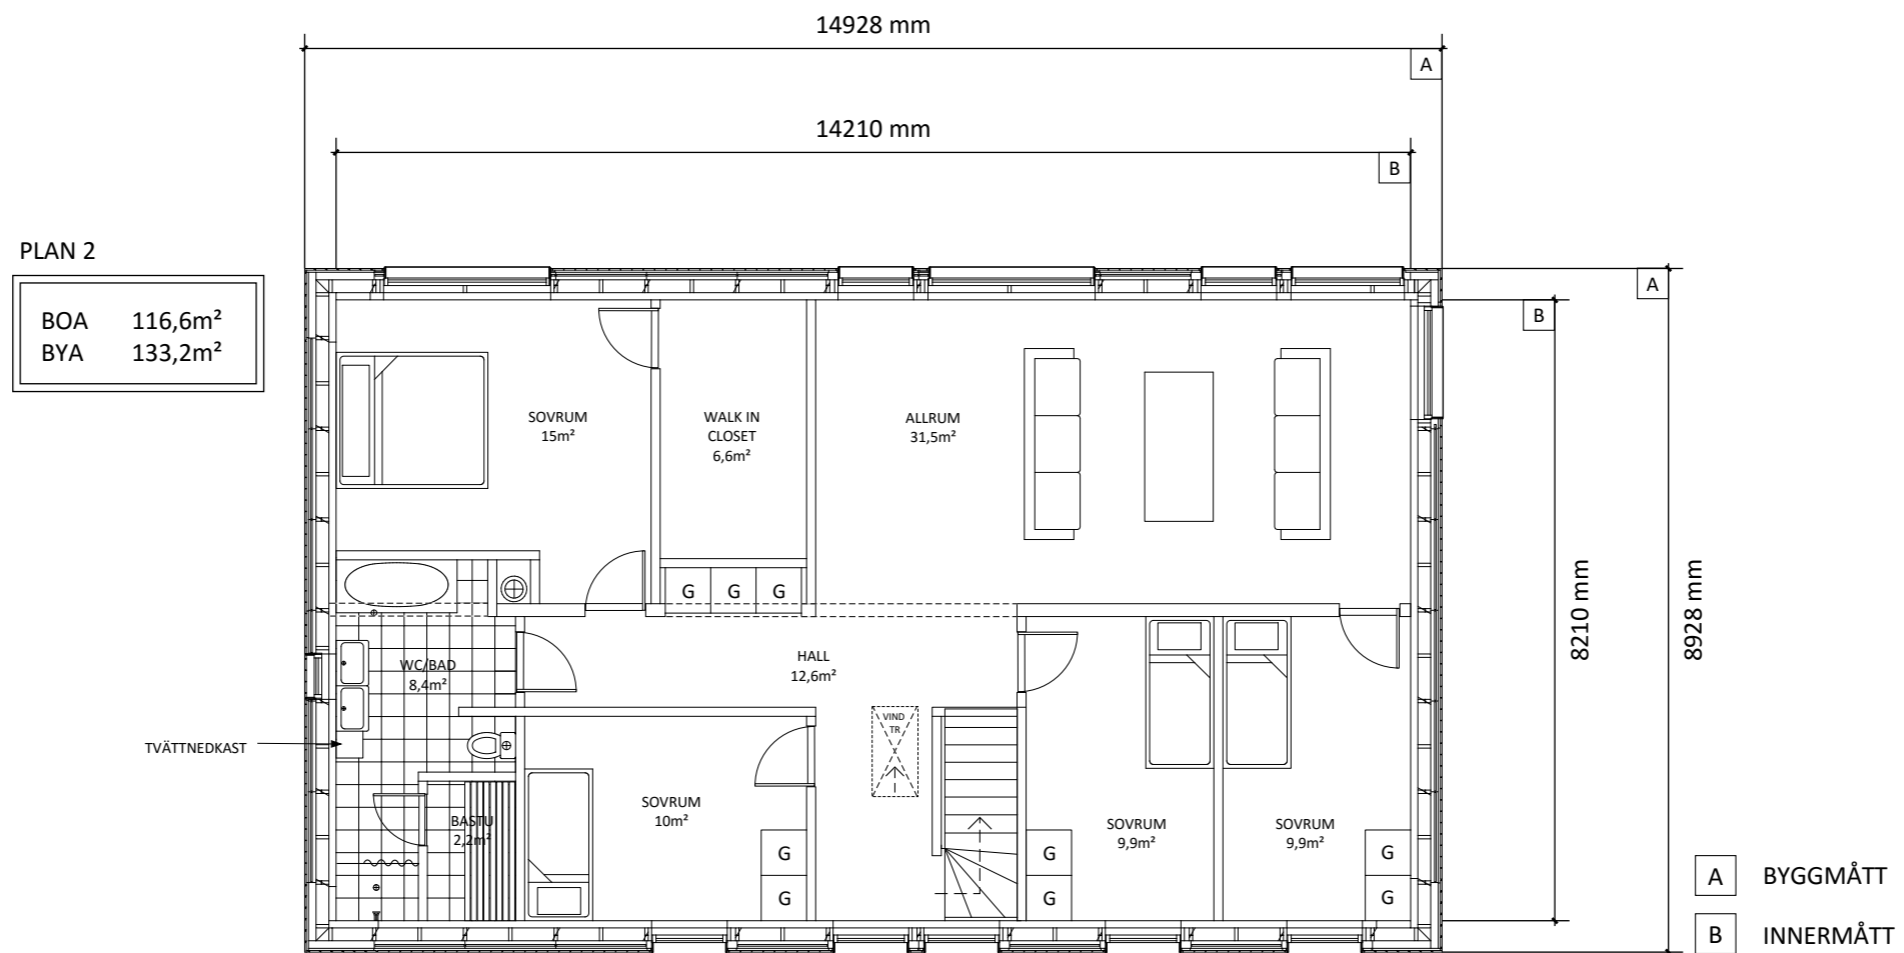 14928 mm
A
14210 mm
B
PLAN 2
BOA 116,6m²
BYA 133,2m²
A
B
SOVRUM
15m²
WALK IN
CLOSET
6,6m²
ALLRUM
31,5m²
G G G
8210 mm
8928 mm
WC/BAD
8,4m²
HALL
12,6m²
VIND
TR
TVÄTTNEDKAST
SOVRUM
10m²
BASTU
2,2m²
SOVRUM
9,9m²
SOVRUM
9,9m²
G
G
G
G
G
G
A BYGGMÅTT
B INNERMÅTT